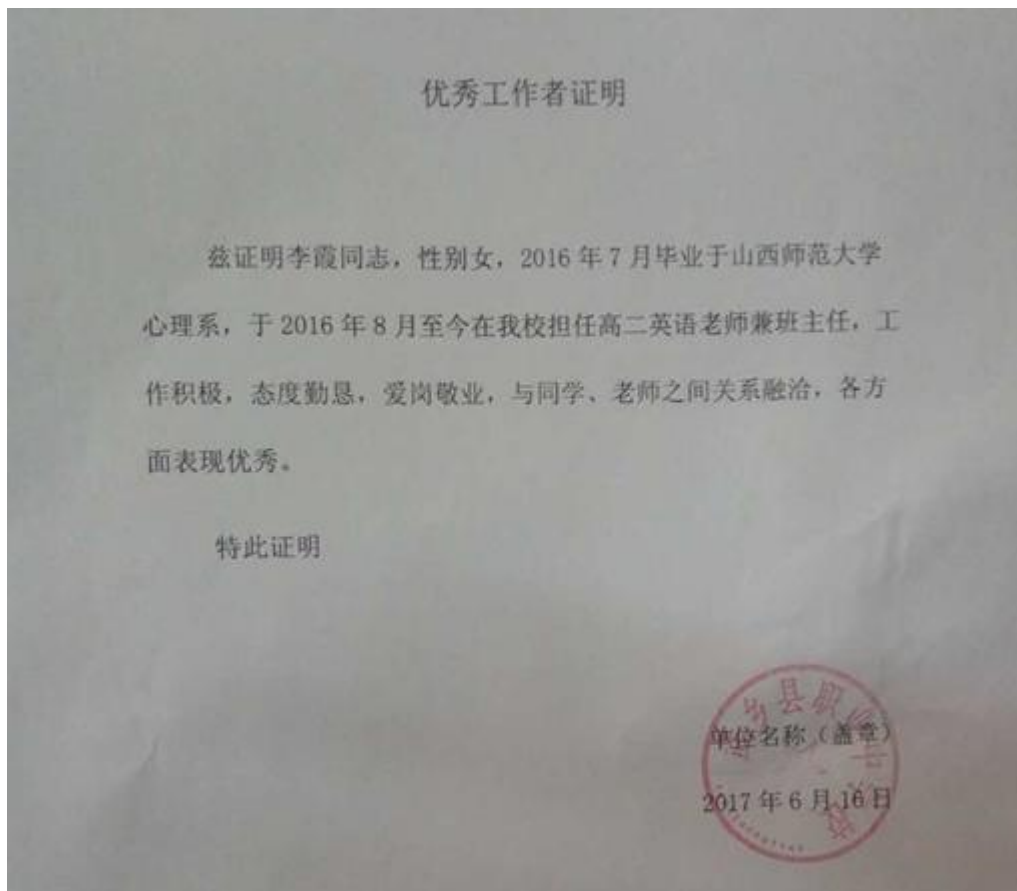 优秀工作者证明
兹证明李霞同志，性别女，2016年7月毕业于山西师范大学
心理系，于2016年8月至今在我校担任高二英语老师兼班主任，工
作积极，态度勤恳，爱岗敬业，与同学、老师之间关系融洽，各方
面表现优秀。
特此证明
乡县职
单位名称（盖章）
2017年6月16日